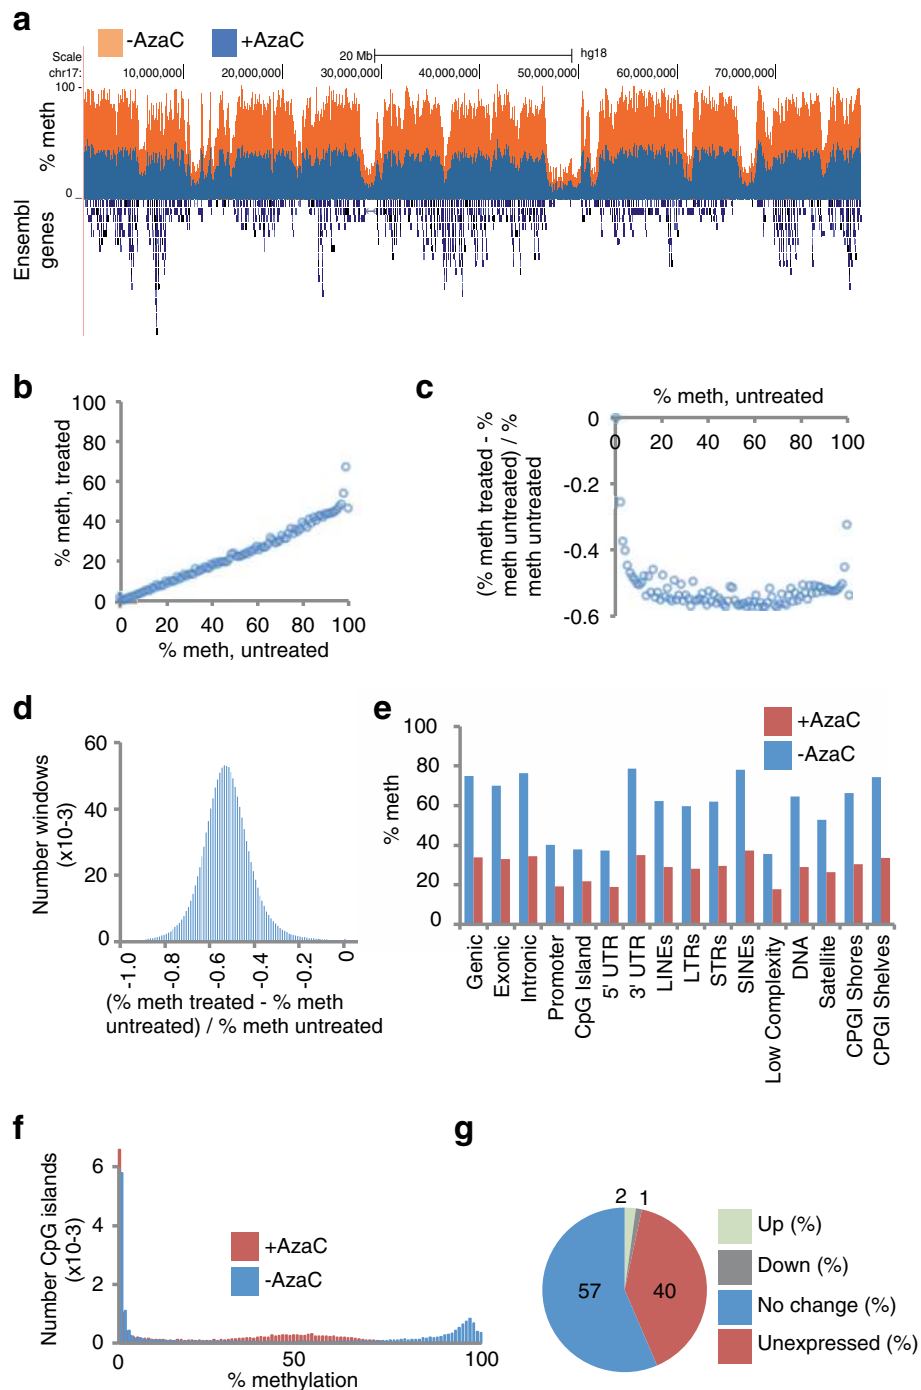 a
-AzaC
+AzaC
Scale
20 Mb
hg18
chr17:
10,000,000
20,000,000
30,000,000
40,000,000
50,000,000
60,000,000
70,000,000
100
% meth
0
Ensembl
genes
b
100
80
60
40
20
0
% meth, treated
0
20
40
60
80
100
% meth, untreated
c
% meth, untreated
0
0
20
40
60
80
100
-0.2
-0.4
-0.6
(% meth treated - %
meth untreated) / %
meth untreated
d
60
40
20
0
Number windows
(x10-3)
-1.0
-0.8
-0.6
-0.4
-0.2
0
(% meth treated - % meth
untreated) / % meth untreated
e
+AzaC
-AzaC
100
80
60
40
20
0
% meth
Genic
Exonic
Intronic
Promoter
CpG Island
5' UTR
3' UTR
LINEs
LTRs
STRs
SINEs
Low Complexity
DNA
Satellite
CPGI Shores
CPGI Shelves
f
6
4
2
0
Number CpG islands
(x10-3)
+AzaC
-AzaC
0
50
100
% methylation
g
2
1
57
40
Up (%)
Down (%)
No change (%)
Unexpressed (%)